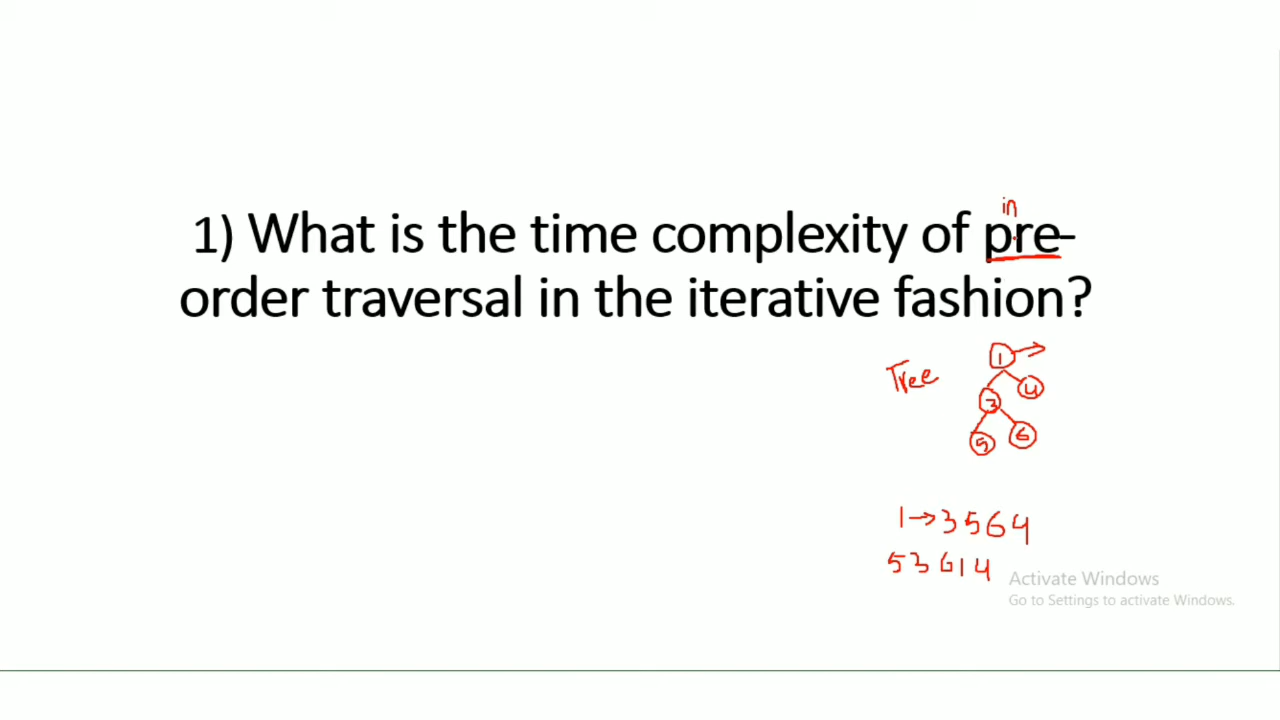 in
1) What is the time complexity of pre-
order traversal in the iterative fashion?
Tree
1
4
3
5
6
1→3564
53614
Activate Windows
Go to Settings to activate Windows.